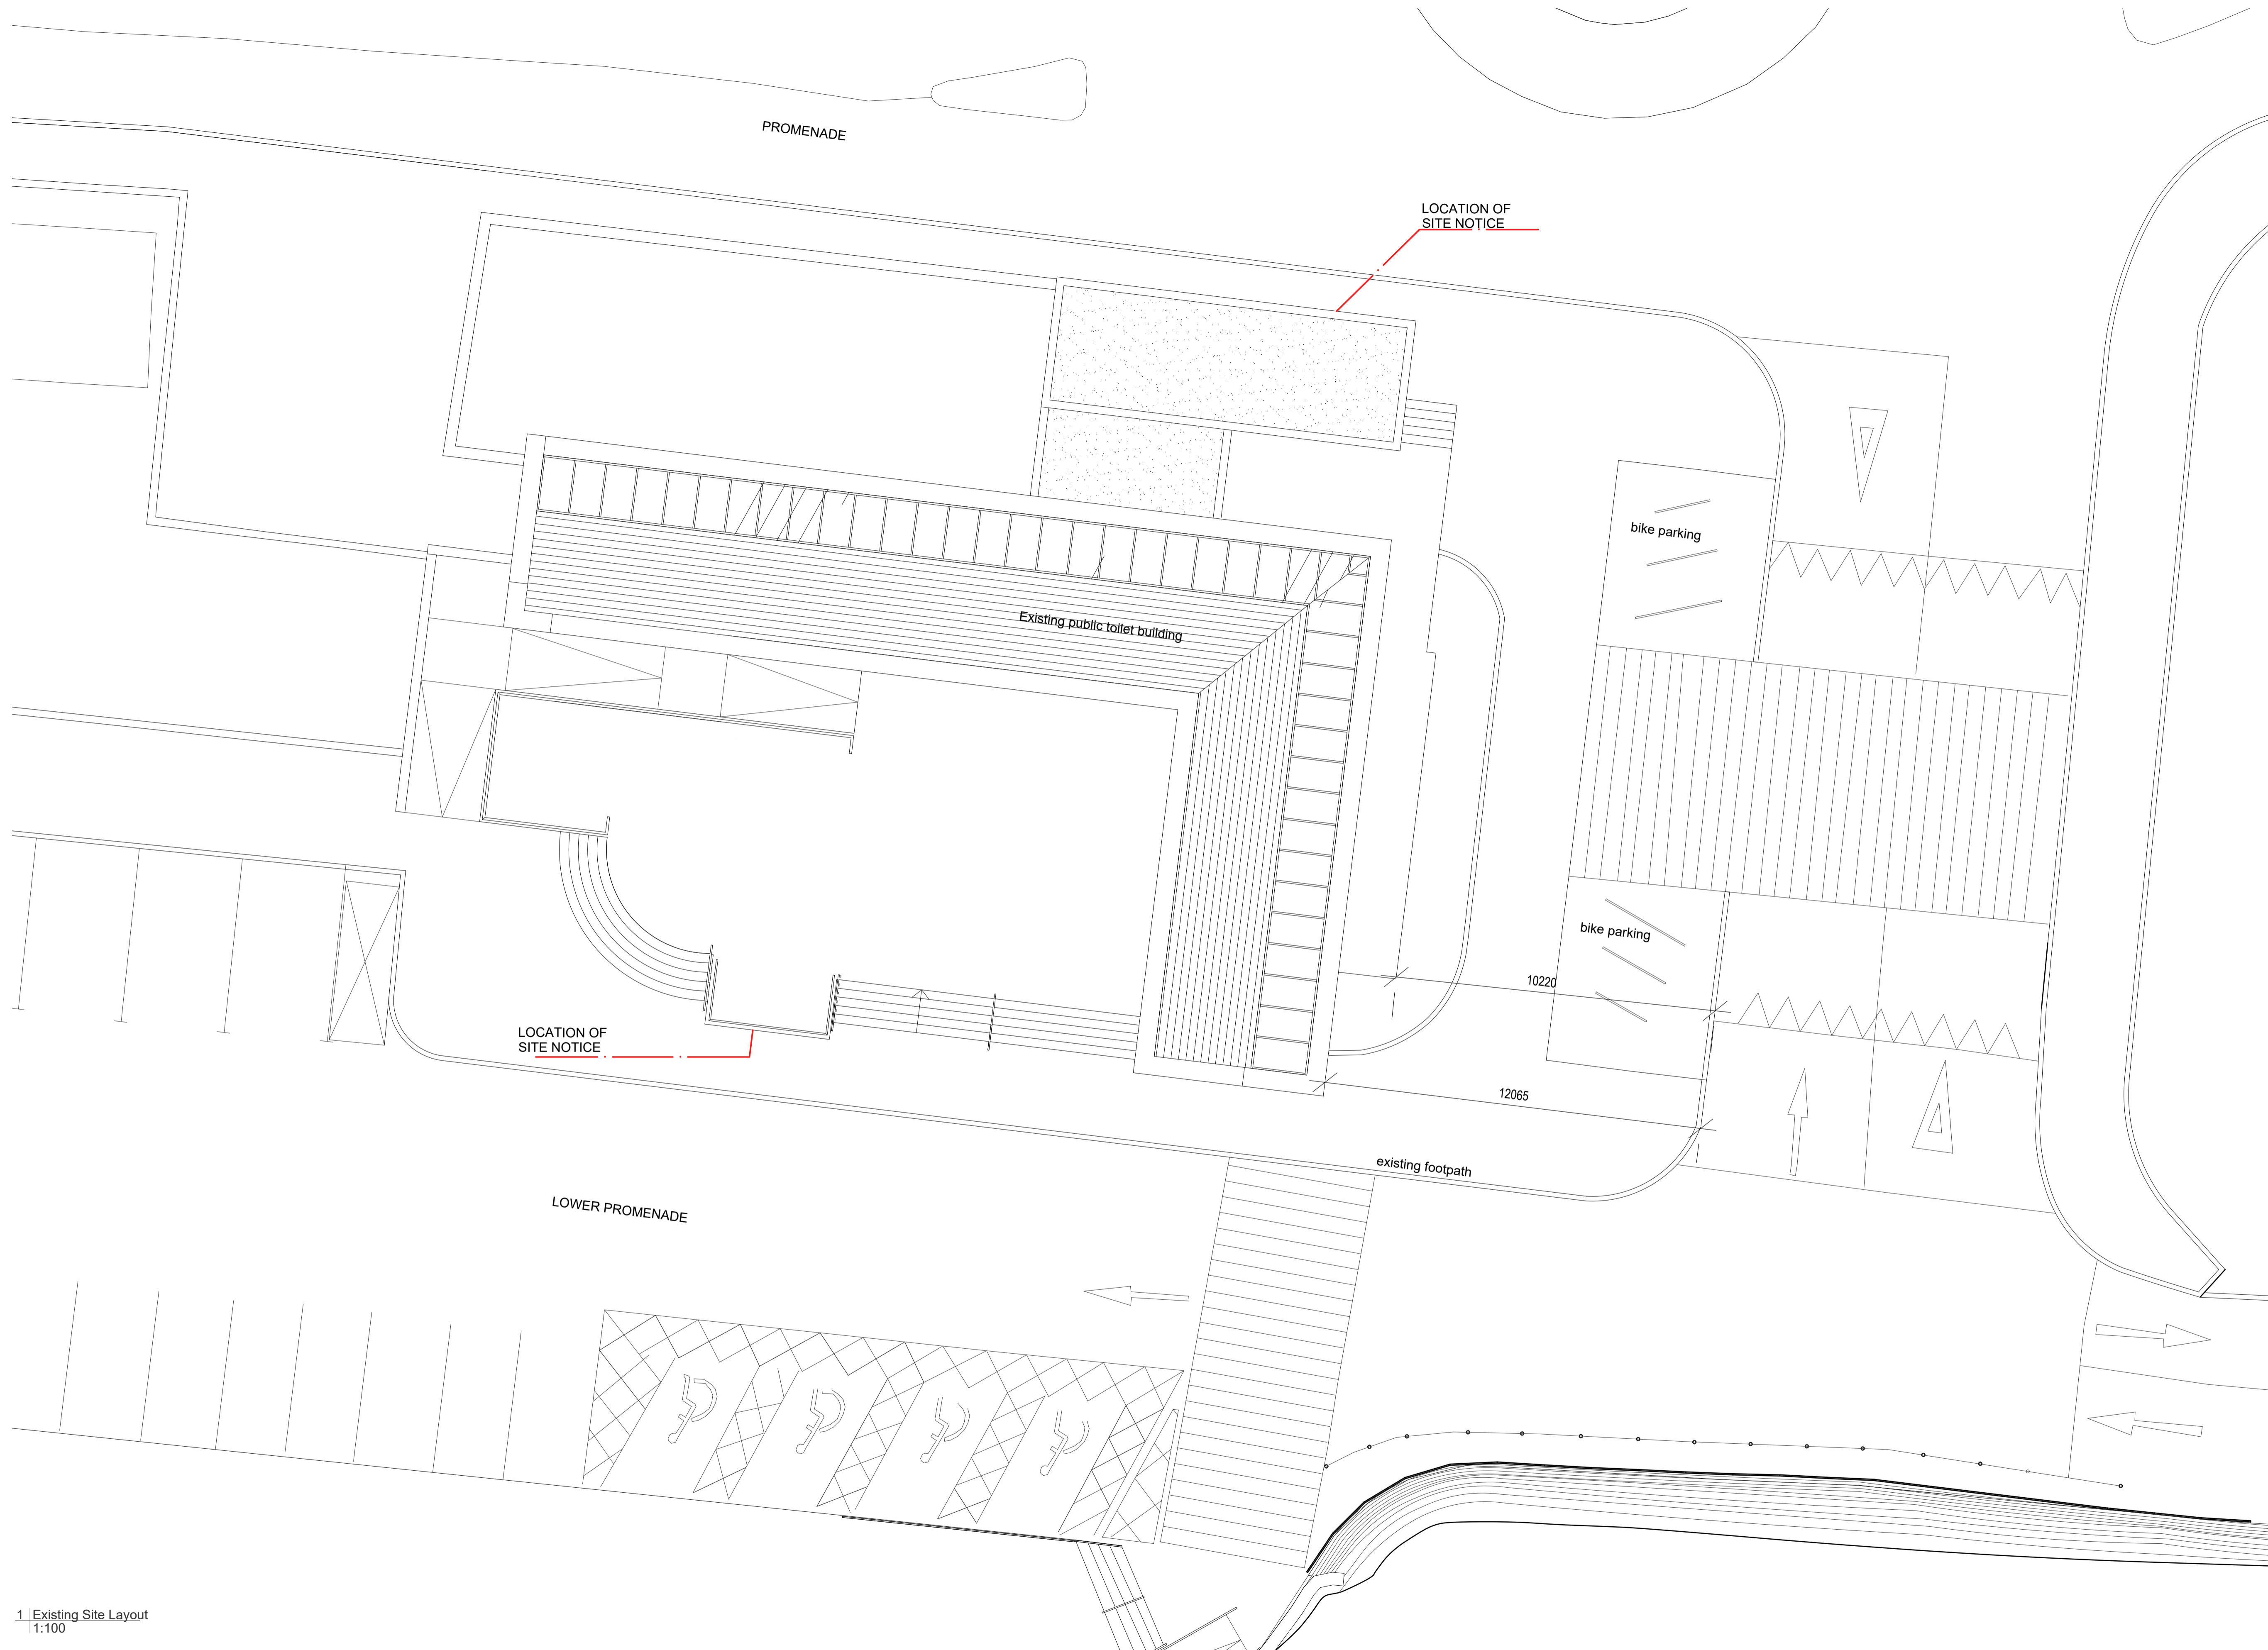 PROMENADE
LOCATION OF
SITE NOTICE
bike parking
Existing public toilet building
bike parking
10220
LOCATION OF
SITE NOTICE
12065
existing footpath
LOWER PROMENADE
1 Existing Site Layout
1:100